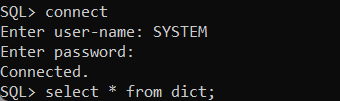 SQL> connect
Enter user-name: SYSTEM
Enter password:
Connected.
SQL> select * from dict;